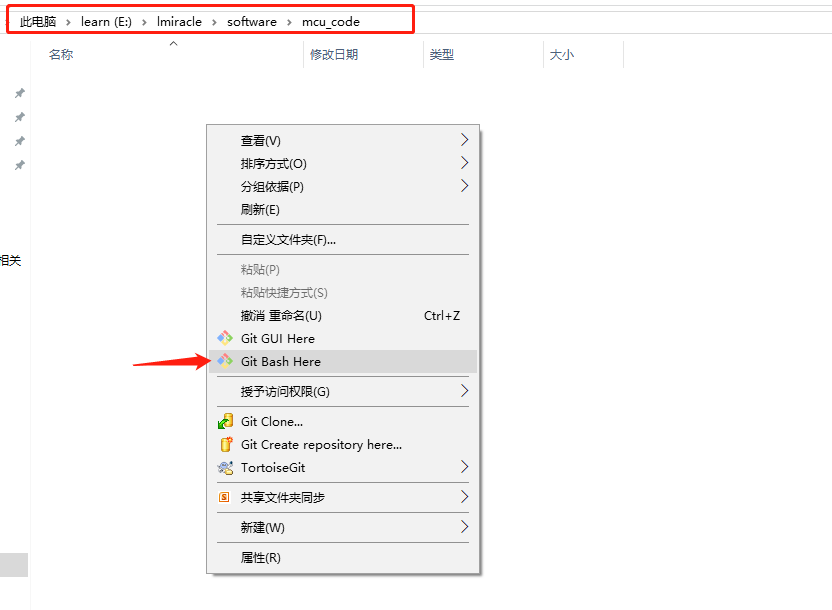 此电脑 > learn (E:) > lmiracle > software > mcu_code
名称 修改日期 类型 大小
相关
查看(V)
排序方式(O)
分组依据(P)
刷新(E)
自定义文件夹(F)...
粘贴(P)
粘贴快捷方式(S)
撤消 重命名(U) Ctrl+Z
Git GUI Here
Git Bash Here
授予访问权限(G)
Git Clone...
Git Create repository here...
TortoiseGit
共享文件夹同步
新建(W)
属性(R)